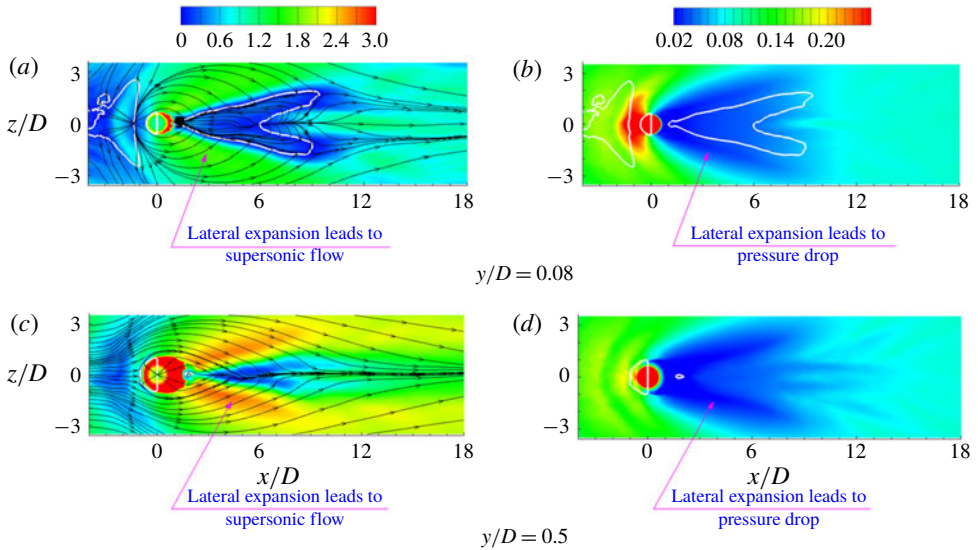 0 0.6 1.2 1.8 2.4 3.0
0.02 0.08 0.14 0.20
(a)
3
z/D 0
−3
0 6 12 18
Lateral expansion leads to
supersonic flow
(b)
3
0
−3
0 6 12 18
Lateral expansion leads to
pressure drop
y/D = 0.08
(c)
3
z/D 0
−3
0 6 12 18
x/D
Lateral expansion leads to
supersonic flow
(d)
3
0
−3
0 6 12 18
x/D
Lateral expansion leads to
pressure drop
y/D = 0.5